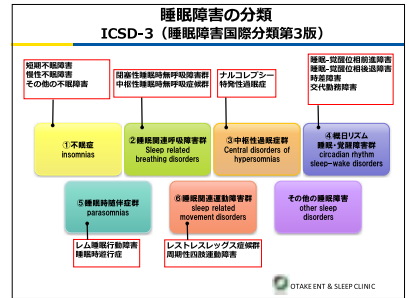 睡眠障害の分類
ICSD-3（睡眠障害国際分類第3版）
短期不眠障害
慢性不眠障害
その他の不眠障害
閉塞性睡眠時無呼吸障害群
中枢性睡眠時無呼吸症候群
ナルコレプシー
特発性過眠症
睡眠-覚醒位相前進障害
睡眠-覚醒位相後退障害
時差障害
交代勤務障害
①不眠症
insomnias
②睡眠関連呼吸障害群
Sleep related
breathing disorders
③中枢性過眠症群
Central disorders of
hypersomnias
④概日リズム
睡眠・覚醒障害群
circadian rhythm
sleep-wake disorders
⑤睡眠時随伴症群
parasomnias
⑥睡眠関連運動障害群
sleep related
movement disorders
その他の睡眠障害
other sleep
disorders
レム睡眠行動障害
睡眠時遊行症
レストレスレッグス症候群
周期性四肢運動障害
OTAKE ENT & SLEEP CLINIC